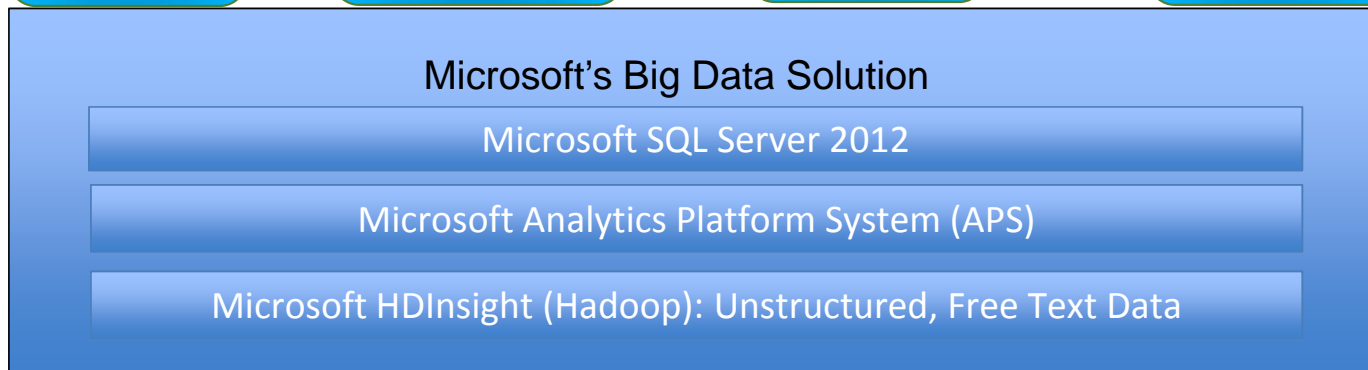 Microsoft’s Big Data Solution
Microsoft SQL Server 2012
Microsoft Analytics Platform System (APS)
Microsoft HDInsight (Hadoop): Unstructured, Free Text Data